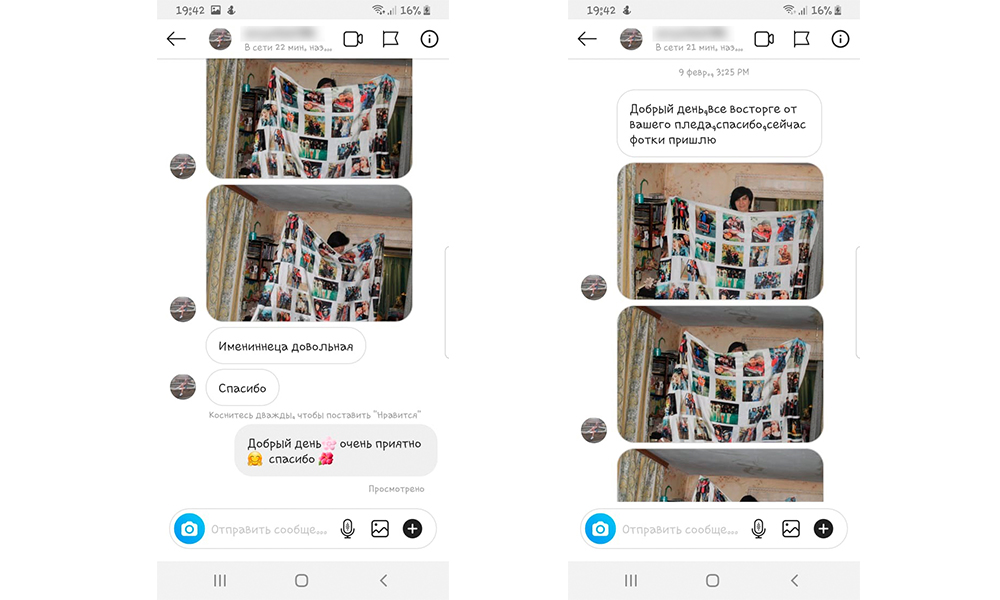 19:42
16%
В сети 22 мин. наз...
Имениннеца довольная
Спасибо
Коснитесь дважды, чтобы поставить "Нравится"
Добрый день🌸 очень приятно
🤗 спасибо 🌺
Просмотрено
Отправить сообще...
19:42
16%
В сети 21 мин. наз...
9 февр., 3:25 PM
Добрый день,все восторге от
вашего пледа,спасибо,сейчас
фотки пришлю
Отправить сообще...